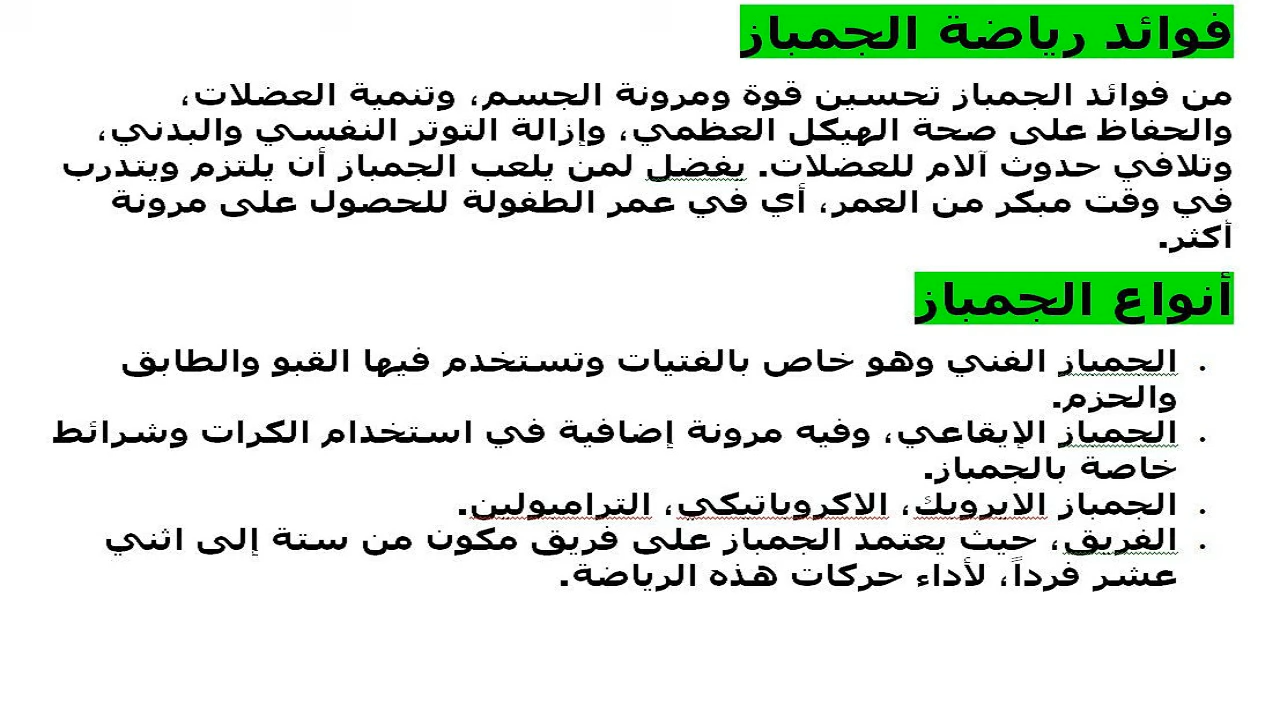 فوائد رياضة الجمباز
من فوائد الجمباز تحسين قوة ومرونة الجسم، وتنمية العضلات،
والحفاظ على صحة الهيكل العظمي، وإزالة التوتر النفسي والبدني،
وتلافي حدوث آلام للعضلات. يفضل لمن يلعب الجمباز أن يلتزم ويتدرب
في وقت مبكر من العمر، أي في عمر الطفولة للحصول على مرونة
أكثر.
أنواع الجمباز
• الجمباز الفني وهو خاص بالفتيات وتستخدم فيها القبو والطابق
والحزم.
• الجمباز الإيقاعي، وفيه مرونة إضافية في استخدام الكرات وشرائط
خاصة بالجمباز.
• الجمباز الايروبك، الاكروباتيكي، الترامبولين.
• الفريق، حيث يعتمد الجمباز على فريق مكون من ستة إلى اثني
عشر فرداً، لأداء حركات هذه الرياضة.